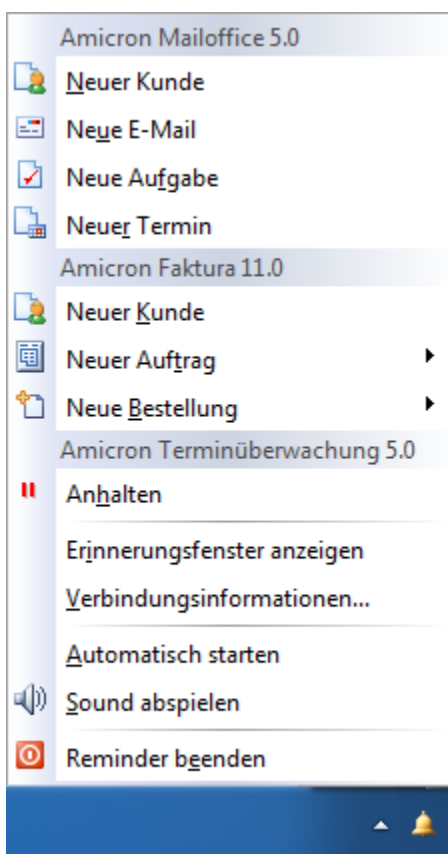 Amicron Mailoffice 5.0
Neuer Kunde
Neue E-Mail
Neue Aufgabe
Neuer Termin
Amicron Faktura 11.0
Neuer Kunde
Neuer Auftrag
Neue Bestellung
Amicron Terminüberwachung 5.0
Anhalten
Erinnerungsfenster anzeigen
Verbindungsinformationen...
Automatisch starten
Sound abspielen
Reminder beenden